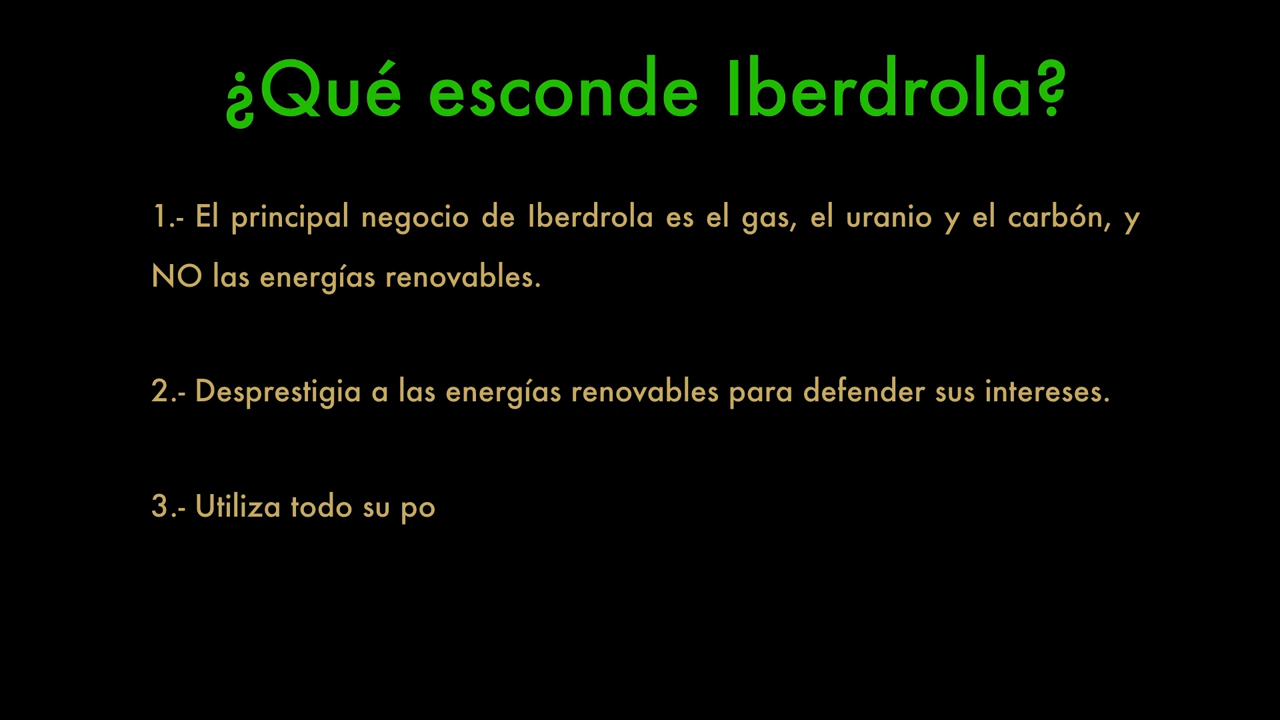 ¿Qué esconde Iberdrola?
1.- El principal negocio de Iberdrola es el gas, el uranio y el carbón, y
NO las energías renovables.
2.- Desprestigia a las energías renovables para defender sus intereses.
3.- Utiliza todo su po